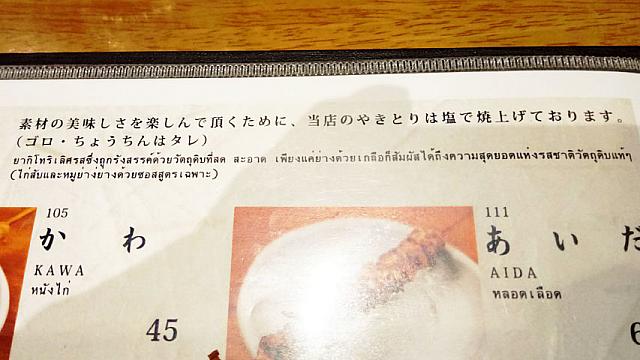 素材の美味しさを楽しんで頂くために、当店のやきとりは塩で焼上げております。
(ゴロ・ちょうちんはタレ)
ยากิโทริเลิศรสซึ่งถูกรังสรรค์ด้วยวัตถุดิบที่สด สะอาด เพียงแค่ย่างด้วยเกลือก็สัมผัสได้ถึงความสุดยอดแห่งรสชาติวัตถุดิบแท้ๆ
(ไก่สับและหมูย่างย่างด้วยซอสสูตรเฉพาะ)
105
かわ
KAWA
หนังไก่
45
111
あいだ
AIDA
หลอดเลือด
6